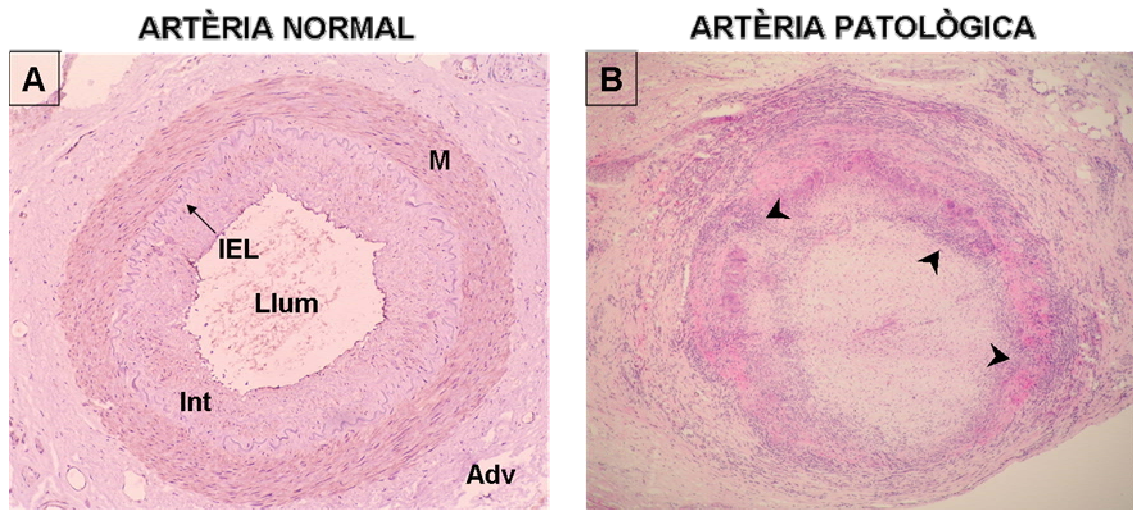 ARTÈRIA NORMAL
ARTÈRIA PATOLÒGICA
A
M
IEL
Llum
Int
Adv
B